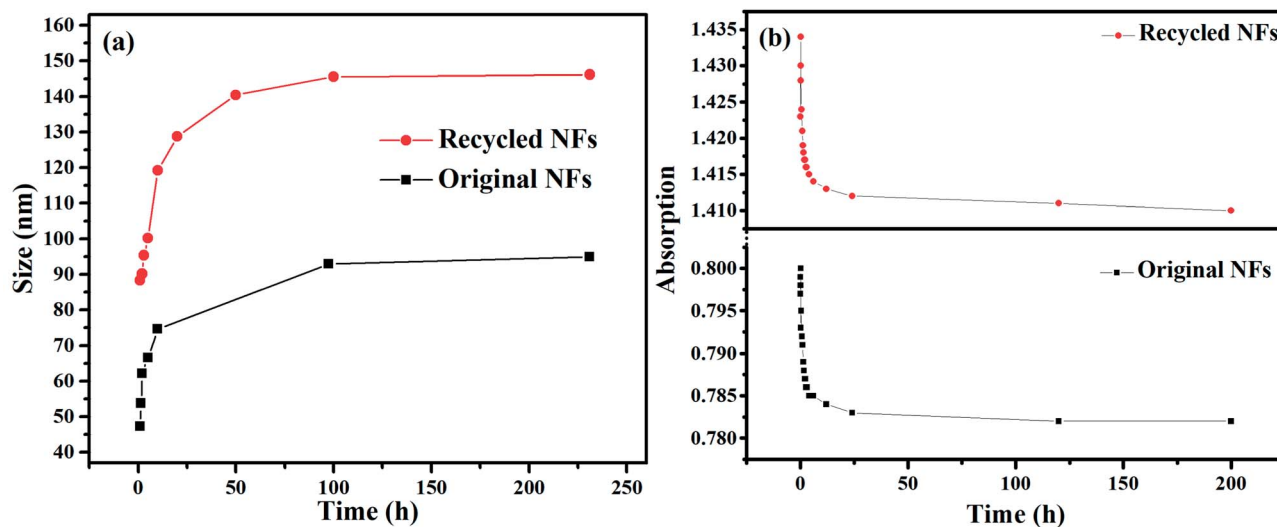 (a)
160
150
140
130
120
110
100
90
80
70
60
50
40
Size (nm)
Recycled NFs
Original NFs
0 50 100 150 200 250
Time (h)
(b)
1.435
1.430
1.425
1.420
1.415
1.410
0.800
0.795
0.790
0.785
0.780
Absorption
Recycled NFs
Original NFs
0 50 100 150 200
Time (h)